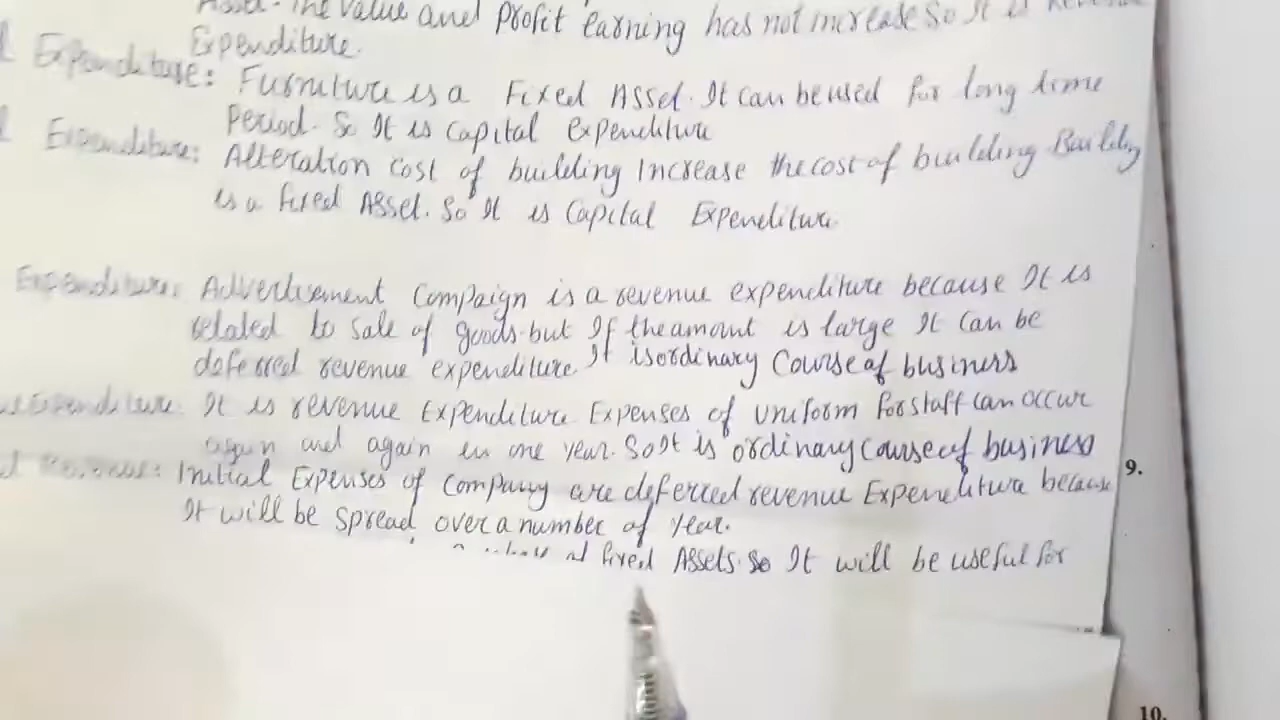 Asset. The value and profit earning has not increase So It is Revenue
Expenditure.
Expenditure: Furniture is a Fixed Asset. It can be used for long time
Period. So It is Capital Expenditure
Expenditure: Alteration cost of building Increase the cost of building Building
is a fixed Asset. So It is Capital Expenditure.
Expenditure: Advertisement Compaign is a revenue expenditure because It is
related to sale of goods but If the amount is large It can be
deferred revenue expenditure It is ordinary Course of business
Expenditure. It is revenue Expenditure Expenses of uniform for staff can occur
again and again in one year. So It is ordinary course of business
Revenue: Initial Expenses of Company are deferred revenue Expenditure because
It will be spread over a number of year.
fixed Assets. So It will be useful for
9.
10.